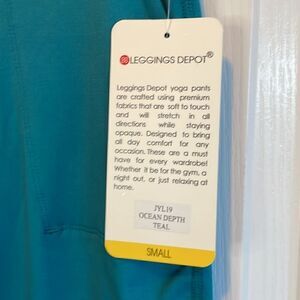 LEGGINGS DEPOT®
Leggings Depot yoga pants
are crafted using premium
fabrics that are soft to touch
and will stretch in all
directions while staying
opaque. Designed to bring
all day comfort for any
occasion. These are a must
have for every wardrobe!
Whether it be for the gym, a
night out, or just relaxing at
home.
JYL19
OCEAN DEPTH
TEAL
SMALL